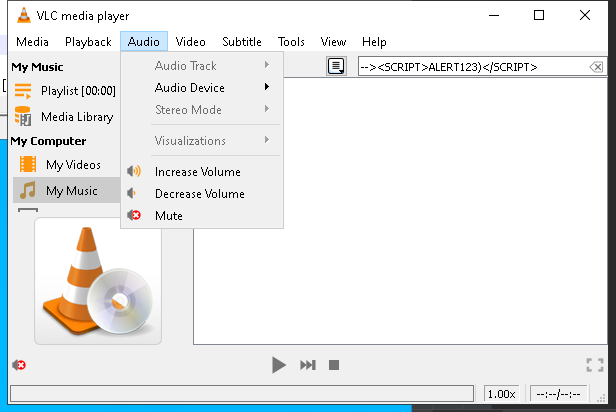 VLC media player
Media Playback Audio Video Subtitle Tools View Help
My Music
Playlist [00:00]
Media Library
My Computer
My Videos
My Music
Audio Track
Audio Device
Stereo Mode
Visualizations
Increase Volume
Decrease Volume
Mute
--><SCRIPT>ALERT123)</SCRIPT>
1.00x
--:--/--:--